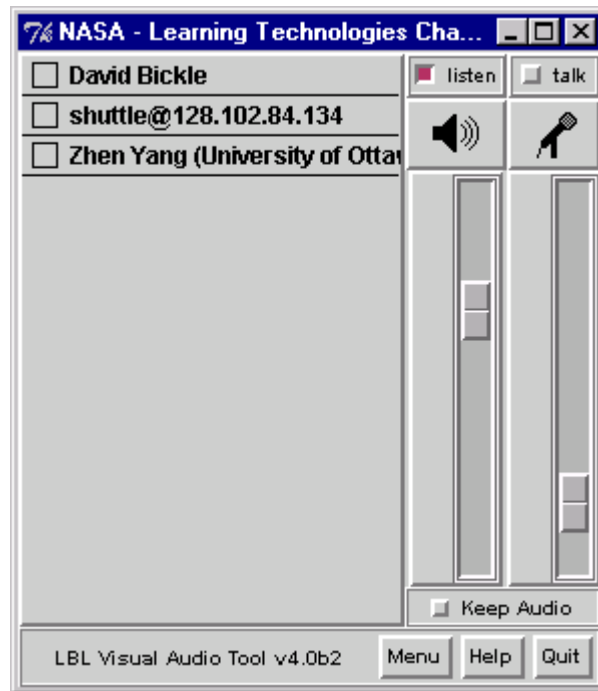 NASA - Learning Technologies Cha...
David Bickle
shuttle@128.102.84.134
Zhen Yang (University of Otta
listen
talk
Keep Audio
LBL Visual Audio Tool v4.0b2
Menu
Help
Quit